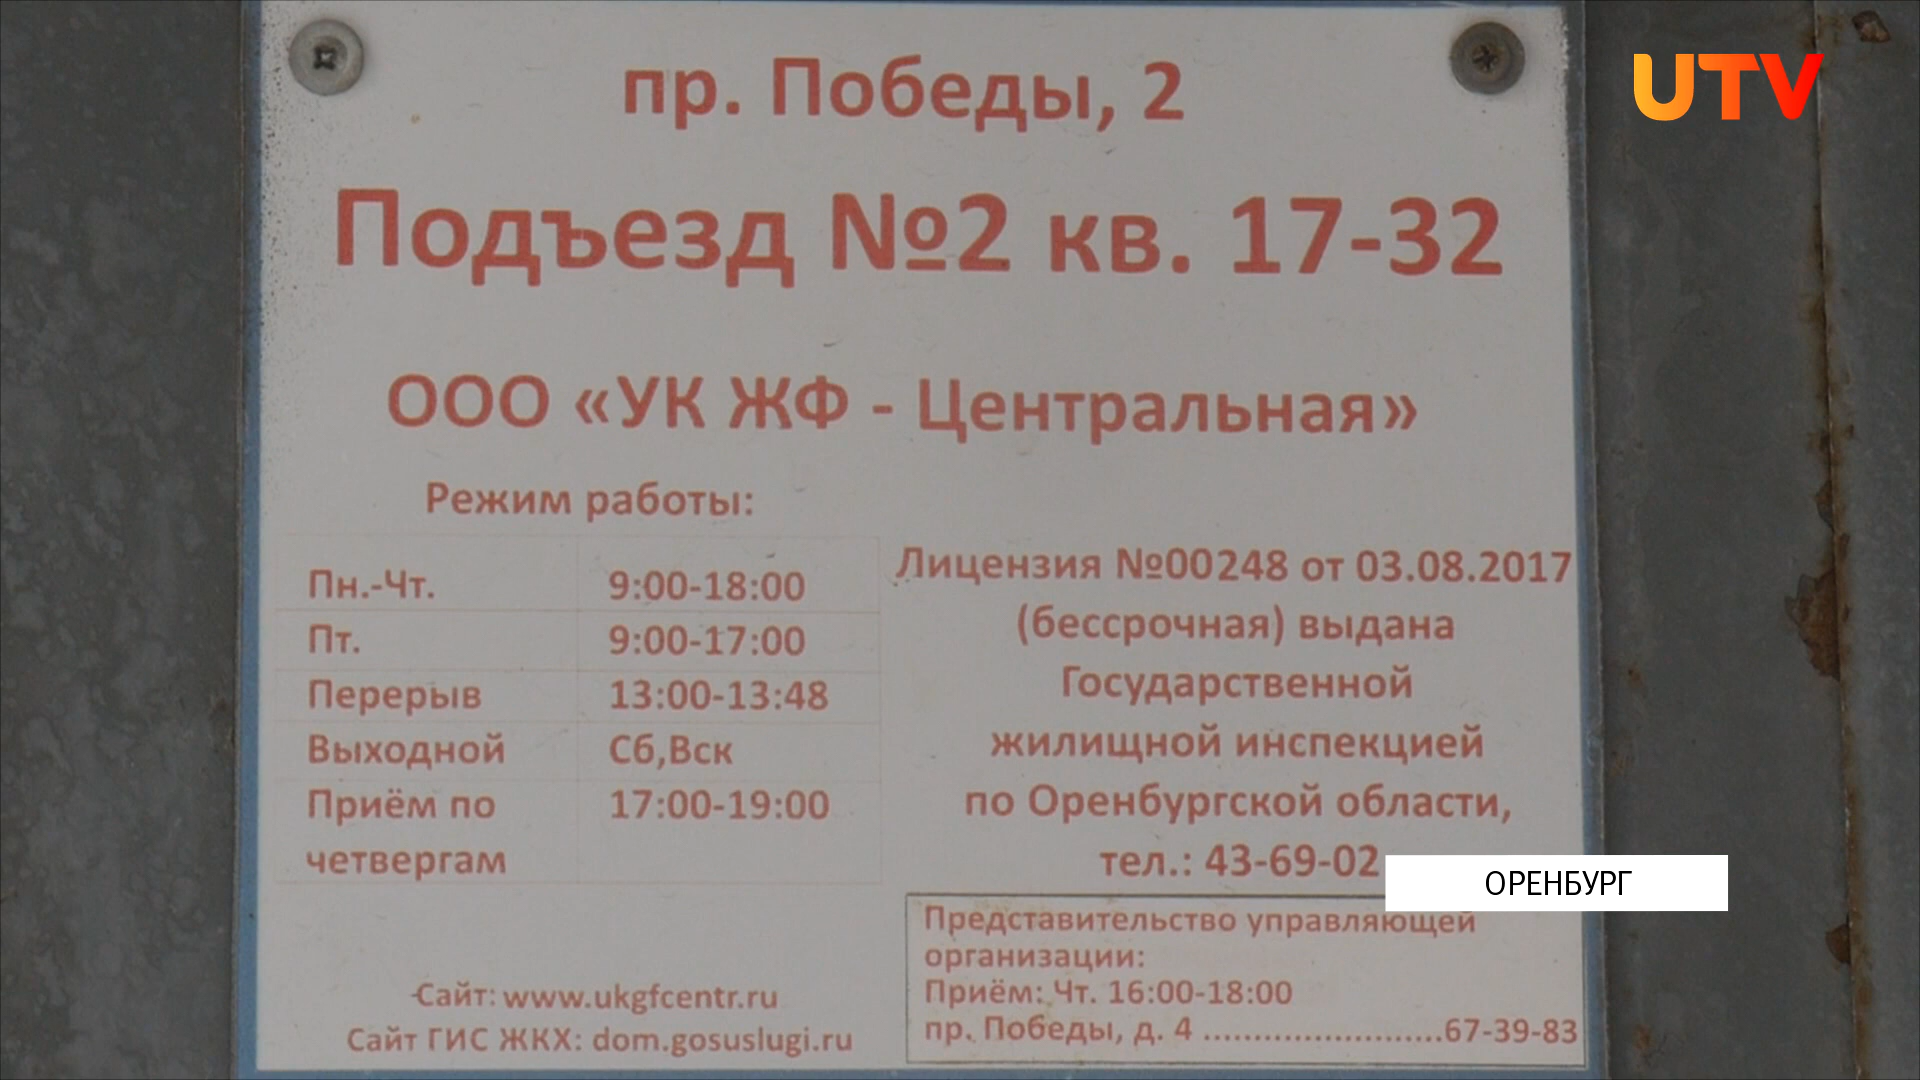 UTV
пр. Победы, 2
Подъезд №2 кв. 17-32
ООО «УК ЖФ - Центральная»
Режим работы:
Пн.-Чт. 9:00-18:00
Пт. 9:00-17:00
Перерыв 13:00-13:48
Выходной Сб,Вск
Приём по 17:00-19:00
четвергам
Лицензия №00248 от 03.08.2017
(бессрочная) выдана
Государственной
жилищной инспекцией
по Оренбургской области,
тел.: 43-69-02
ОРЕНБУРГ
Представительство управляющей
организации:
Приём: Чт. 16:00-18:00
пр. Победы, д. 4 ........................67-39-83
Сайт: www.ukgfcentr.ru
Сайт ГИС ЖКХ: dom.gosuslugi.ru